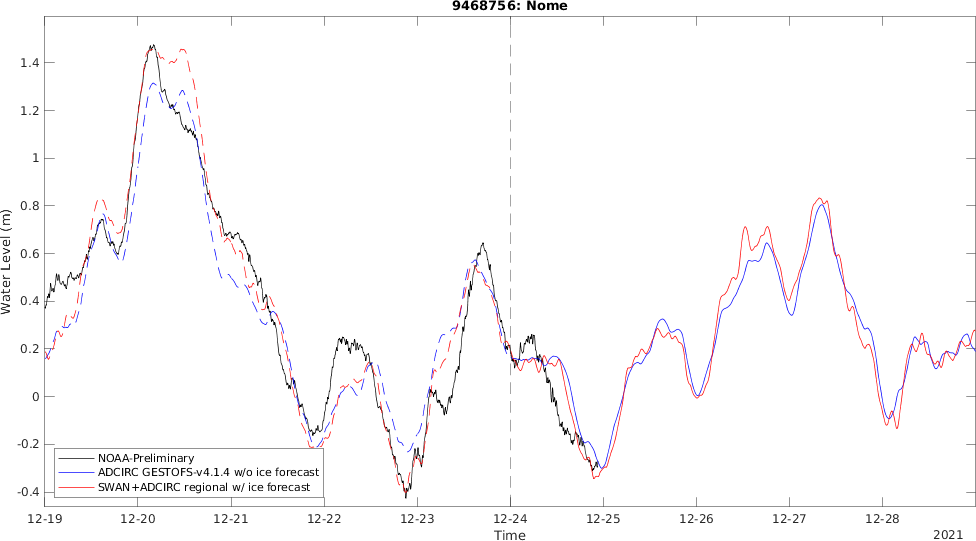 9468756: Nome
Water Level (m)
1.4
1.2
1
0.8
0.6
0.4
0.2
0
-0.2
-0.4
NOAA-Preliminary
ADCIRC GESTOFS-v4.1.4 w/o ice forecast
SWAN+ADCIRC regional w/ ice forecast
12-19 12-20 12-21 12-22 12-23 12-24 12-25 12-26 12-27 12-28
Time
2021